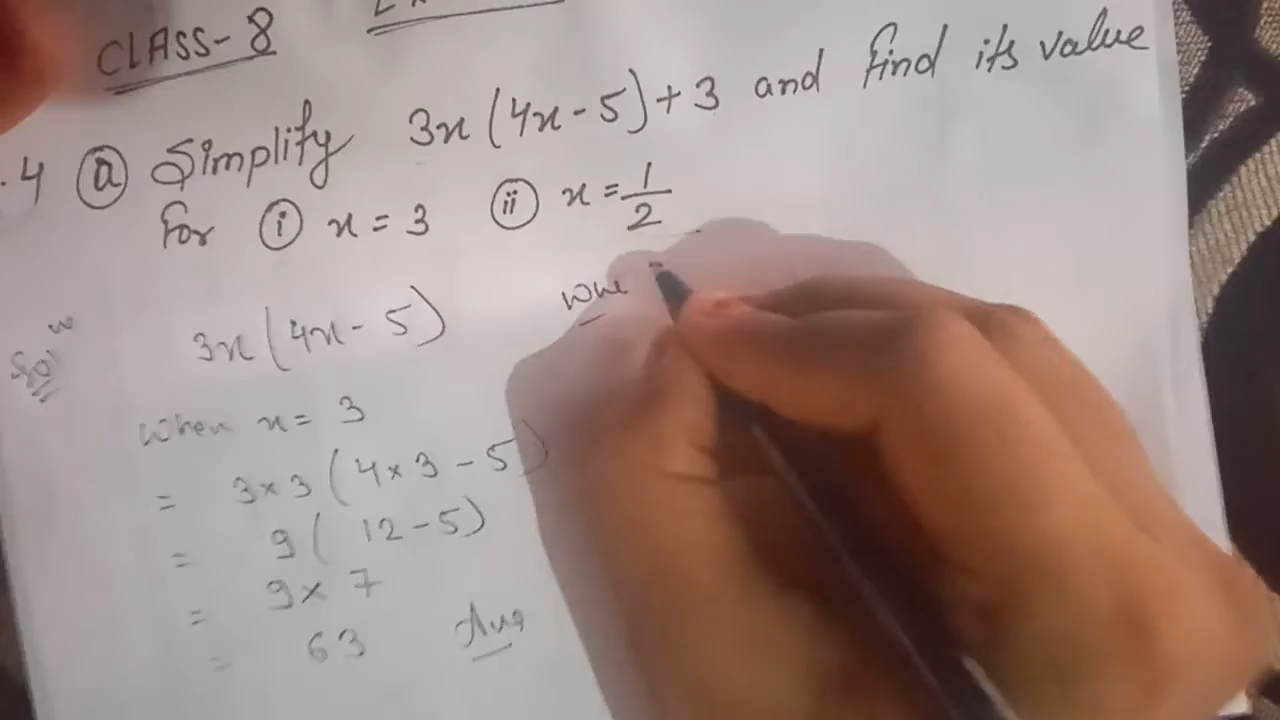 CLASS-8
.4 (a) Simplify 3x(4x-5)+3 and find its value
for (i) x = 3 (ii) x = 1/2
Soln 3x(4x-5)
When x = 3
= 3×3(4×3-5)
= 9(12-5)
= 9×7
= 63 Ans
Whe